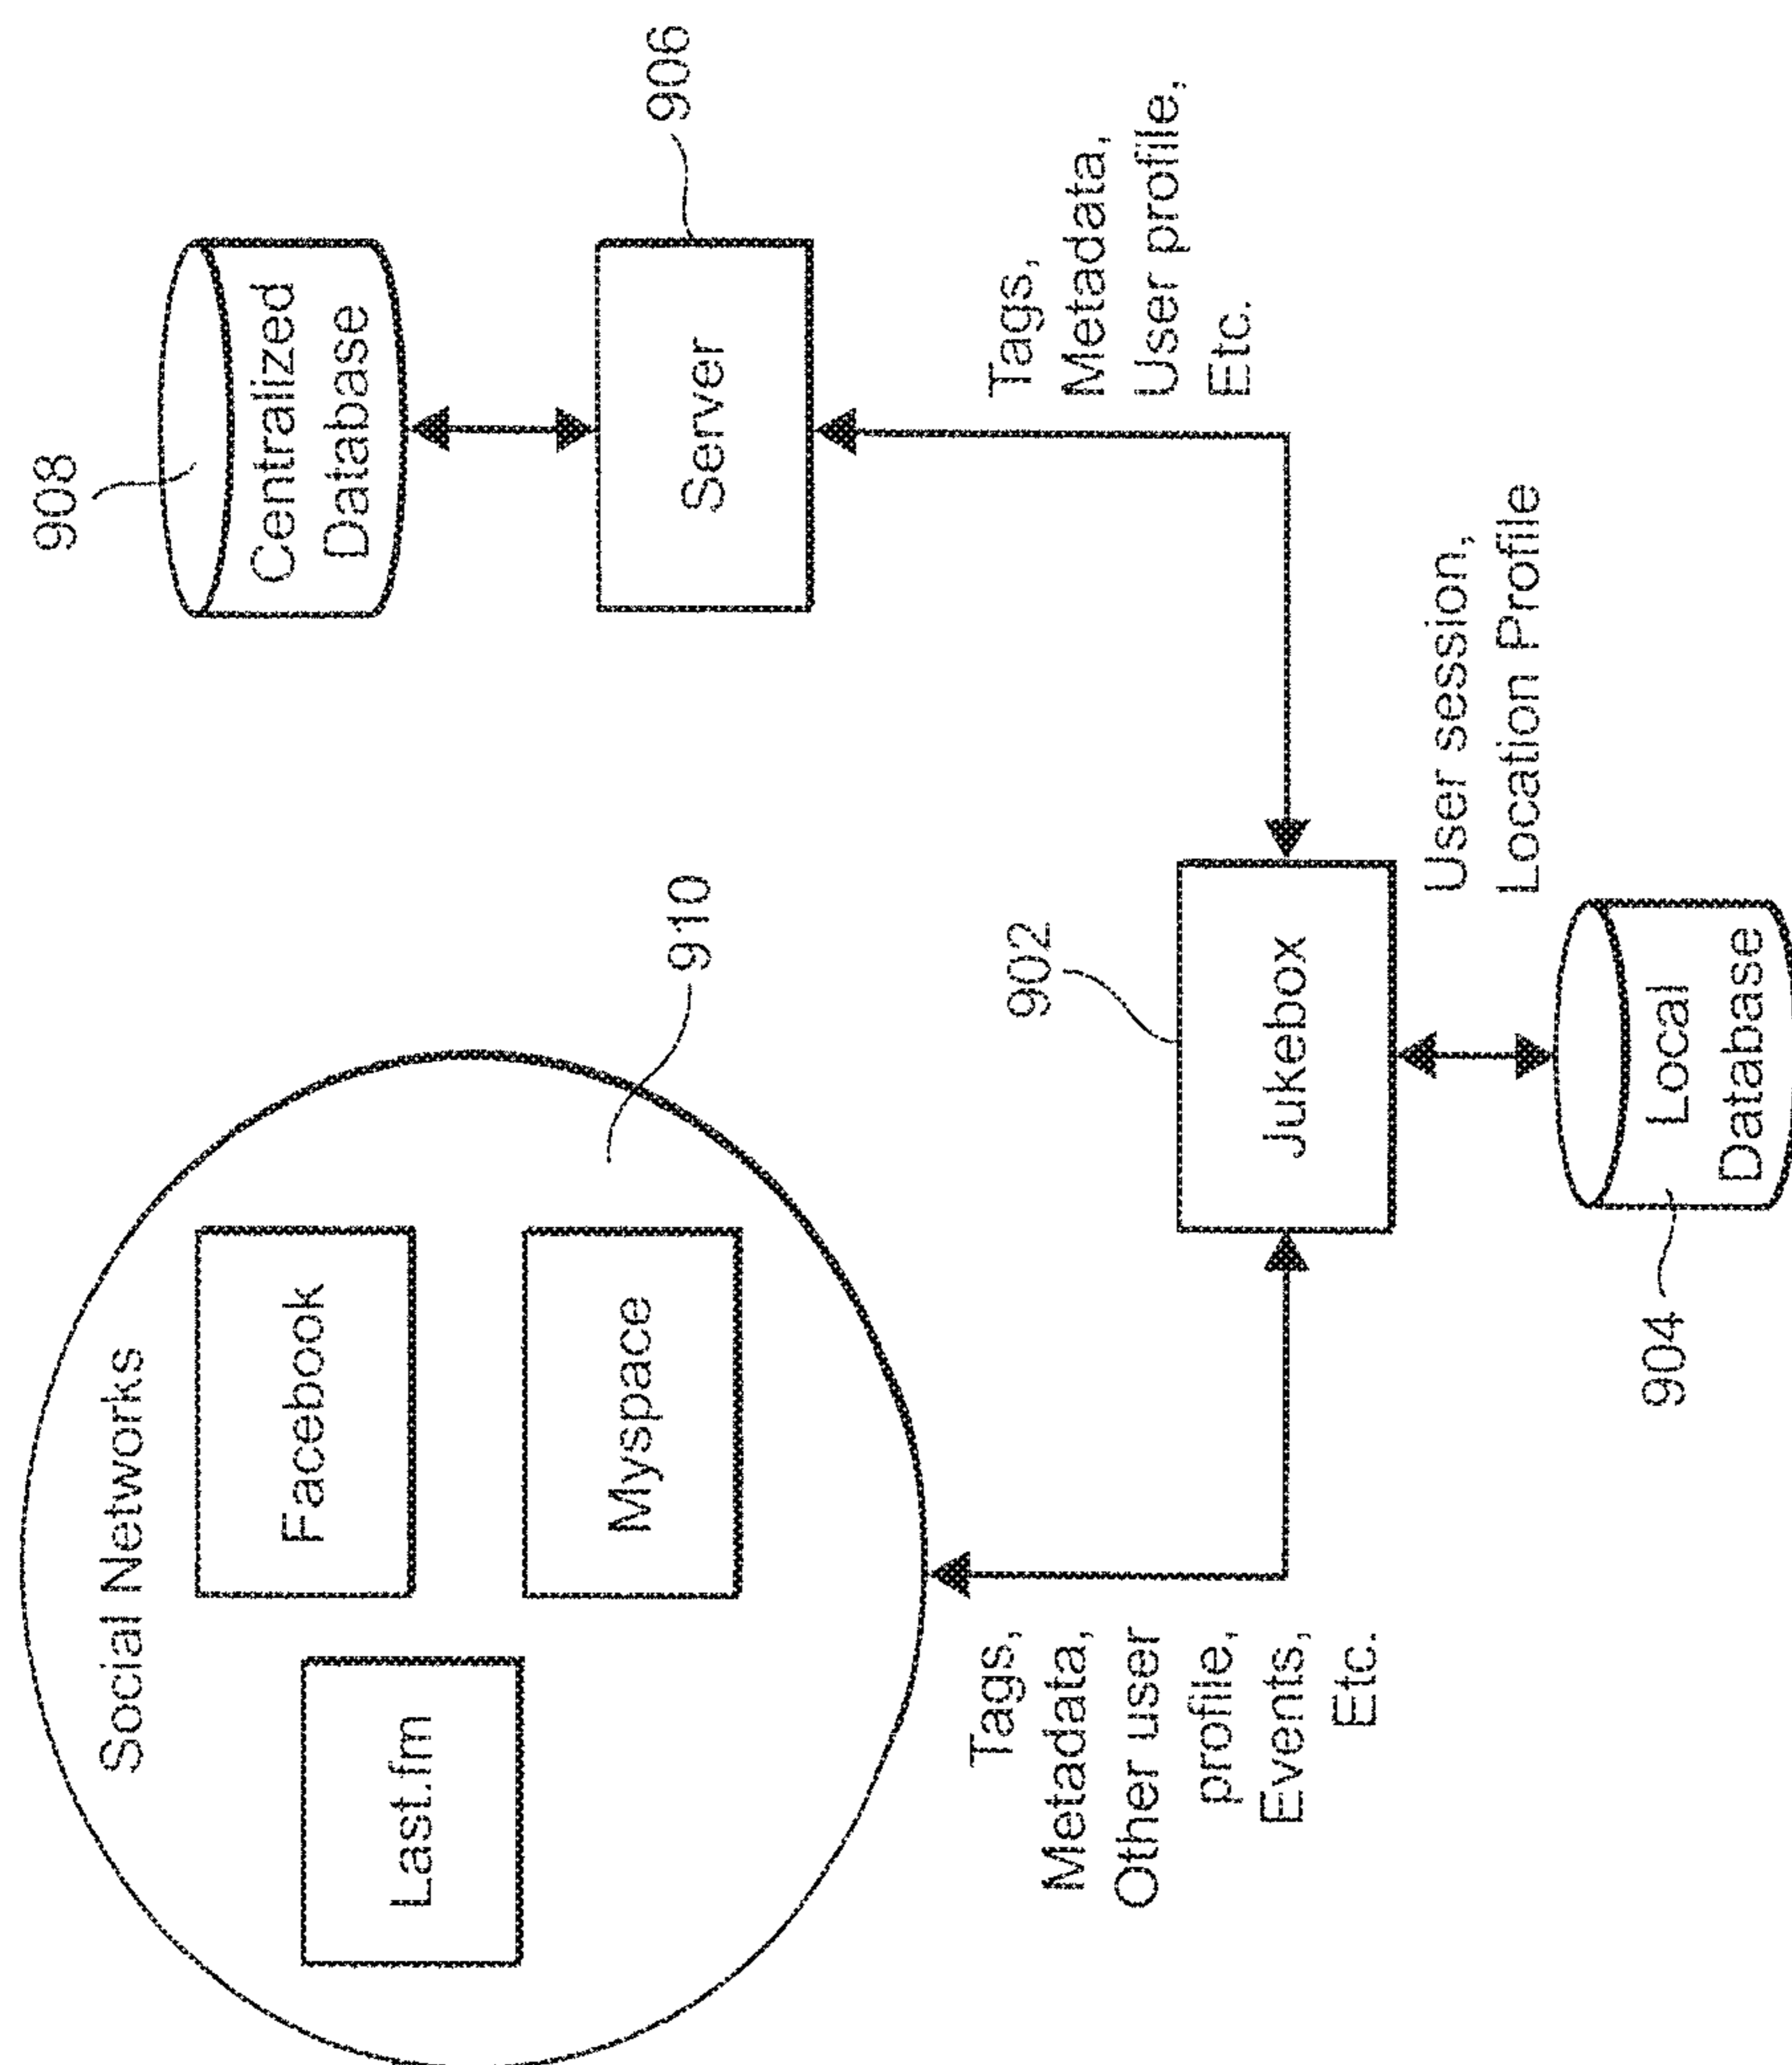 Social Networks
Last.fm
Facebook
Myspace
910
908
Centralized
Database
906
Server
Tags,
Metadata,
User profile,
Etc.
Tags,
Metadata,
Other user
profile,
Events,
Etc.
902
Jukebox
User session,
Location Profile
904
Local
Database